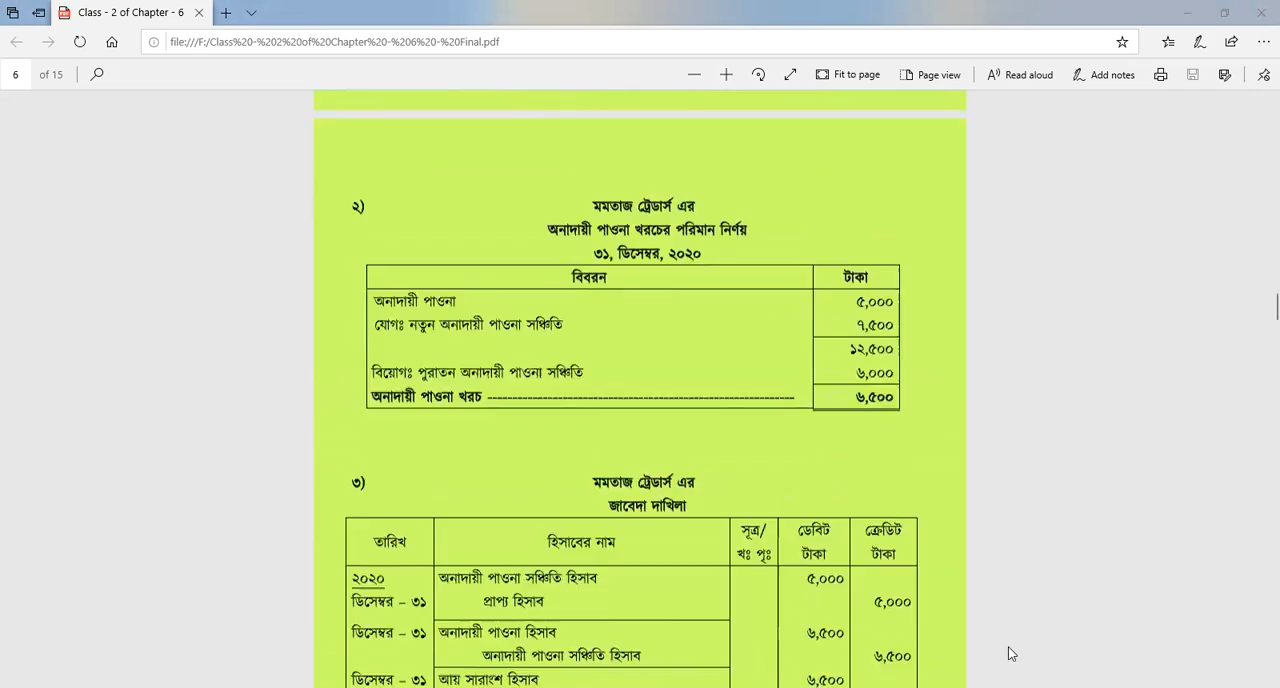 Class - 2 of Chapter - 6
file:///F:/Class%20-%202%20of%20Chapter%20-%206%20-%20Final.pdf
6 of 15 Fit to page Page view Read aloud Add notes
২)
মমতাজ ট্রেডার্স এর
অনাদায়ী পাওনা খরচের পরিমান নির্ণয়
৩১, ডিসেম্বর, ২০২০
বিবরন টাকা
অনাদায়ী পাওনা ৫,০০০
যোগঃ নতুন অনাদায়ী পাওনা সঞ্চিতি ৭,৫০০
১২,৫০০
বিয়োগঃ পুরাতন অনাদায়ী পাওনা সঞ্চিতি ৬,০০০
অনাদায়ী পাওনা খরচ ------------------------------------------------------------- ৬,৫০০
৩)
মমতাজ ট্রেডার্স এর
জাবেদা দাখিলা
তারিখ হিসাবের নাম সূত্র/ খঃ পৃঃ ডেবিট টাকা ক্রেডিট টাকা
২০২০ অনাদায়ী পাওনা সঞ্চিতি হিসাব ৫,০০০
ডিসেম্বর – ৩১ প্রাপ্য হিসাব ৫,০০০
ডিসেম্বর – ৩১ অনাদায়ী পাওনা হিসাব ৬,৫০০
অনাদায়ী পাওনা সঞ্চিতি হিসাব ৬,৫০০
ডিসেম্বর – ৩১ আয় সারাংশ হিসাব ৬,৫০০